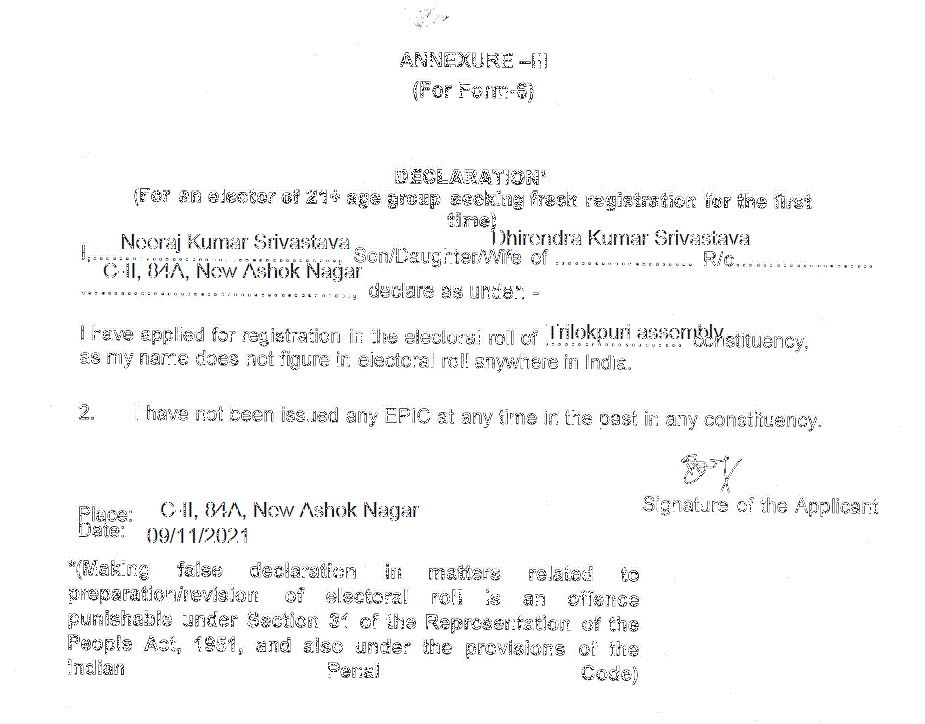 ANNEXURE –III
(For Form-6)
DECLARATION*
(For an elector of 21+ age group seeking fresh registration for the first
time)
I,.......................................... Neeraj Kumar Srivastava, Son/Daughter/Wife of ...................... Dhirendra Kumar Srivastava R/o......................
C-II, 84A, New Ashok Nagar .........................................., declare as under: -
I have applied for registration in the electoral roll of Trilokpuri assembly constituency,
as my name does not figure in electoral roll anywhere in India.
2. I have not been issued any EPIC at any time in the past in any constituency.
Signature of the Applicant
Place: C-II, 84A, New Ashok Nagar
Date: 09/11/2021
*(Making false declaration in matters related to
preparation/revision of electoral roll is an offence
punishable under Section 31 of the Representation of the
People Act, 1951, and also under the provisions of the
Indian Penal Code)